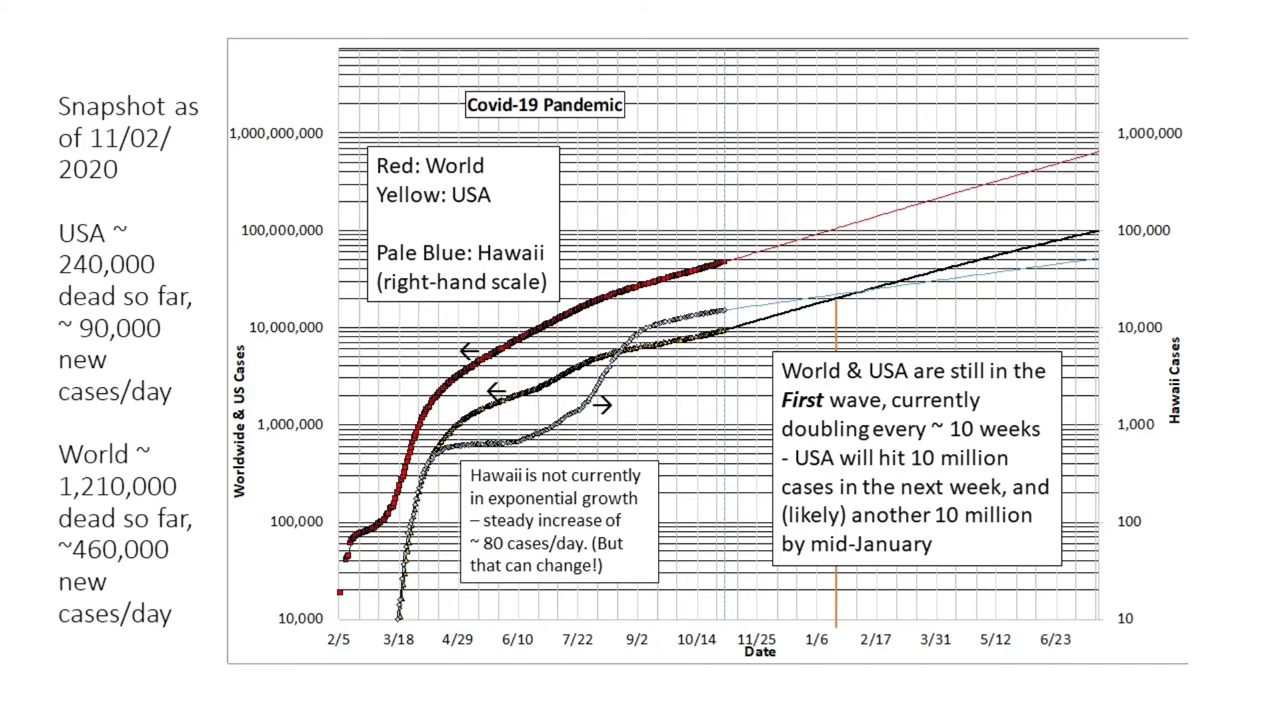 Snapshot as
of 11/02/
2020
USA ~
240,000
dead so far,
~ 90,000
new
cases/day
World ~
1,210,000
dead so far,
~460,000
new
cases/day
Covid-19 Pandemic
Red: World
Yellow: USA
Pale Blue: Hawaii
(right-hand scale)
Hawaii is not currently
in exponential growth
– steady increase of
~ 80 cases/day. (But
that can change!)
World & USA are still in the
First wave, currently
doubling every ~ 10 weeks
- USA will hit 10 million
cases in the next week, and
(likely) another 10 million
by mid-January
Worldwide & US Cases
1,000,000,000
100,000,000
10,000,000
1,000,000
100,000
10,000
1,000,000
100,000
10,000
1,000
100
10
Hawaii Cases
2/5 3/18 4/29 6/10 7/22 9/2 10/14 11/25 1/6 2/17 3/31 5/12 6/23
Date